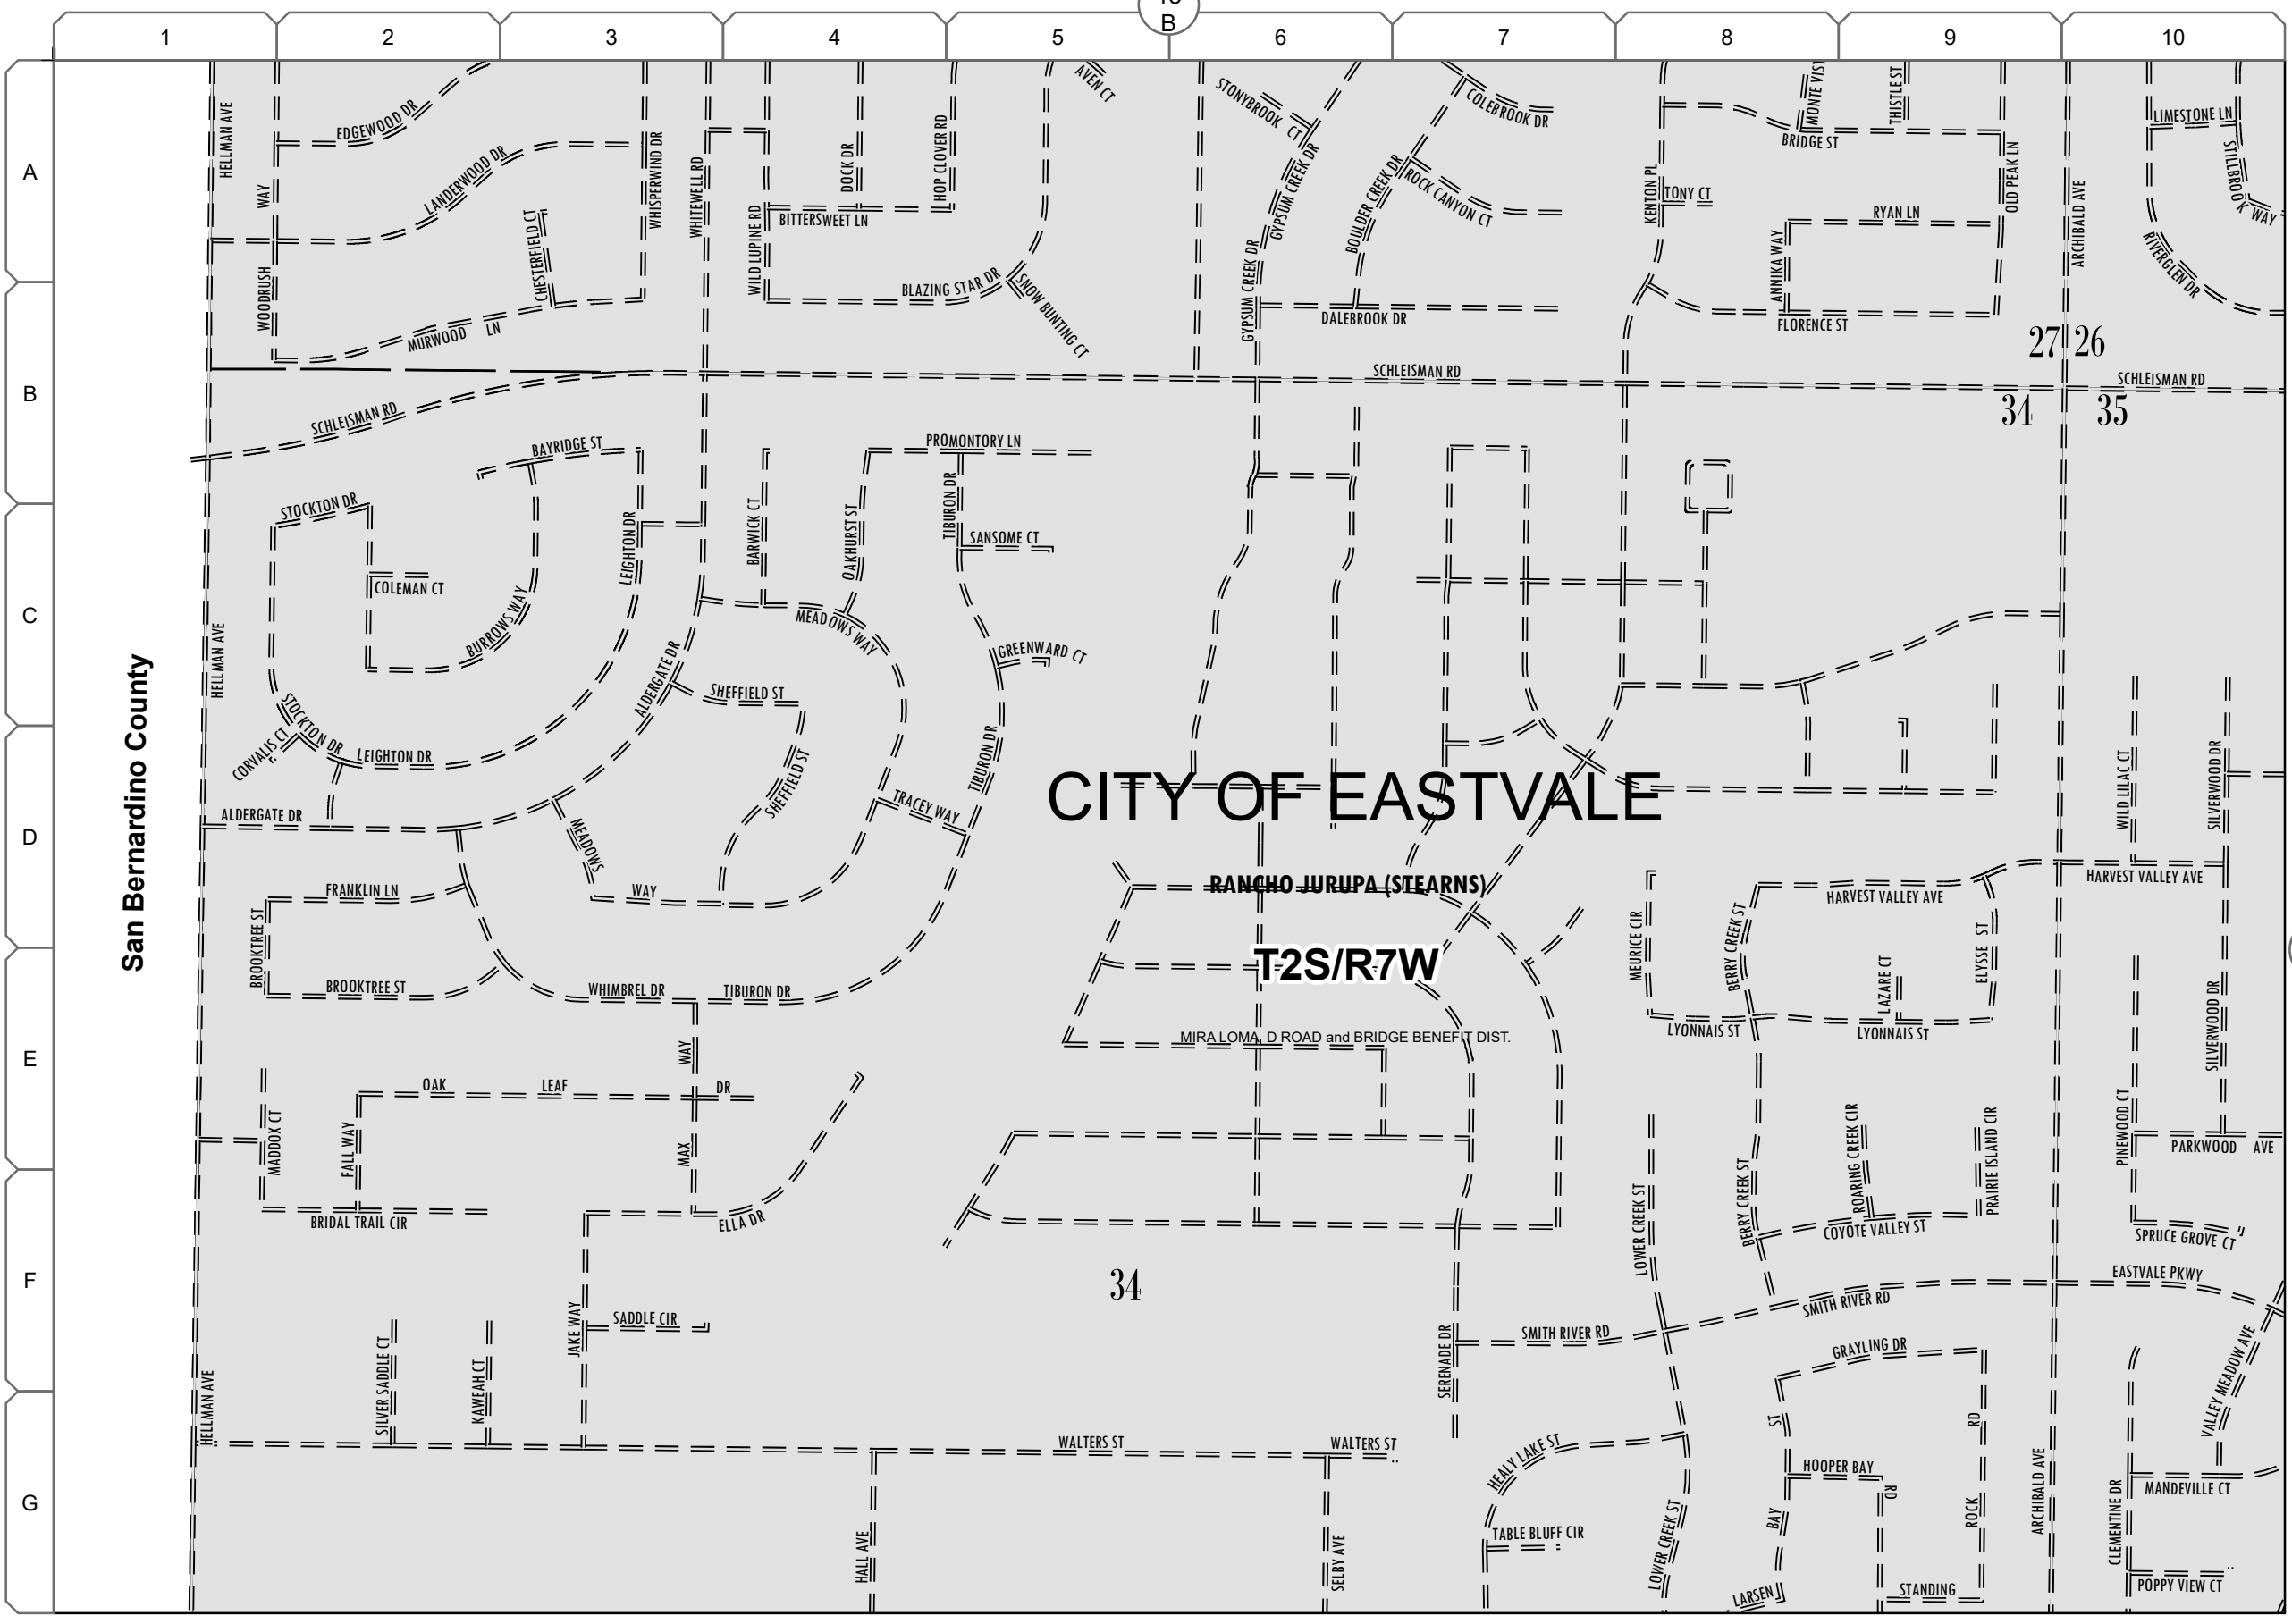 B
1 2 3 4 5 6 7 8 9 10
A
B
C
D
E
F
G
San Bernardino County
HELLMAN AVE
WAY
WOODRUSH
EDGEWOOD DR
LANDERWOOD DR
CHESTERFIELD CT
MURWOOD LN
WHISPERWIND DR
WHITEWELL RD
WILD LUPINE RD
DOCK DR
HOP CLOVER RD
BITTERSWEET LN
BLAZING STAR DR
SNOW BUNTING CT
AVEN CT
STONYBROOK CT
GYPSUM CREEK DR
GYPSUM CREEK DR
BOULDER CREEK DR
COLEBROOK DR
ROCK CANYON CT
DALEBROOK DR
KENTON PL
TONY CT
MONTE VIST
THISTLE ST
BRIDGE ST
OLD PEAK LN
RYAN LN
ANNIKA WAY
FLORENCE ST
ARCHIBALD AVE
LIMESTONE LN
STILLBROOK WAY
RIVERGLEN DR
27 26
SCHLEISMAN RD
SCHLEISMAN RD
SCHLEISMAN RD
34 35
BAYRIDGE ST
PROMONTORY LN
STOCKTON DR
COLEMAN CT
BURROWS WAY
LEIGHTON DR
BARWICK CT
OAKHURST ST
TIBURON DR
SANSOME CT
HELLMAN AVE
MEADOWS WAY
GREENWARD CT
ALDERGATE DR
SHEFFIELD ST
STOCKTON DR
CORVALIS CT
LEIGHTON DR
SHEFFIELD ST
TIBURON DR
TRACEY WAY
ALDERGATE DR
MEADOWS
WAY
CITY OF EASTVALE
RANCHO JURUPA (STEARNS)
T2S/R7W
MIRA LOMA, D ROAD and BRIDGE BENEFIT DIST.
WILD LILAC CT
SILVERWOOD DR
HARVEST VALLEY AVE
HARVEST VALLEY AVE
FRANKLIN LN
BROOKTREE ST
BROOKTREE ST
WHIMBREL DR
TIBURON DR
MEURICE CIR
BERRY CREEK ST
LAZARE CT
ELYSSE ST
LYONNAIS ST
LYONNAIS ST
SILVERWOOD DR
WAY
OAK LEAF DR
MADDOX CT
FALL WAY
MAX
BRIDAL TRAIL CIR
ELLA DR
BERRY CREEK ST
ROARING CREEK CIR
PRAIRIE ISLAND CIR
COYOTE VALLEY ST
LOWER CREEK ST
PINEWOOD CT
PARKWOOD AVE
SPRUCE GROVE CT
EASTVALE PKWY
34
SMITH RIVER RD
SMITH RIVER RD
SERENADE DR
GRAYLING DR
VALLEY MEADOW AVE
JAKE WAY
SADDLE CIR
SILVER SADDLE CT
KAWEAH CT
HELLMAN AVE
WALTERS ST
WALTERS ST
HALL AVE
SELBY AVE
HEALY LAKE ST
TABLE BLUFF CIR
LOWER CREEK ST
ST
BAY
LARSEN
HOOPER BAY
RD
RD
ROCK
STANDING
ARCHIBALD AVE
CLEMENTINE DR
MANDEVILLE CT
POPPY VIEW CT